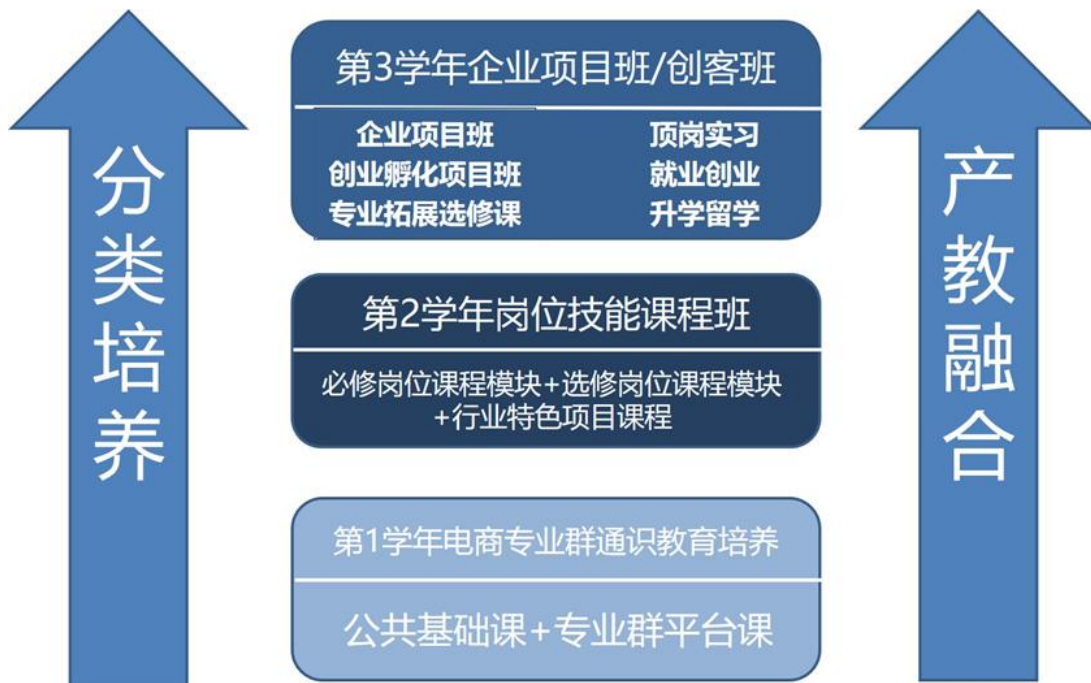 分类培养
第3学年企业项目班/创客班
企业项目班
顶岗实习
创业孵化项目班
就业创业
专业拓展选修课
升学留学
第2学年岗位技能课程班
必修岗位课程模块+选修岗位课程模块
+行业特色项目课程
第1学年电商专业群通识教育培养
公共基础课+专业群平台课
产教融合